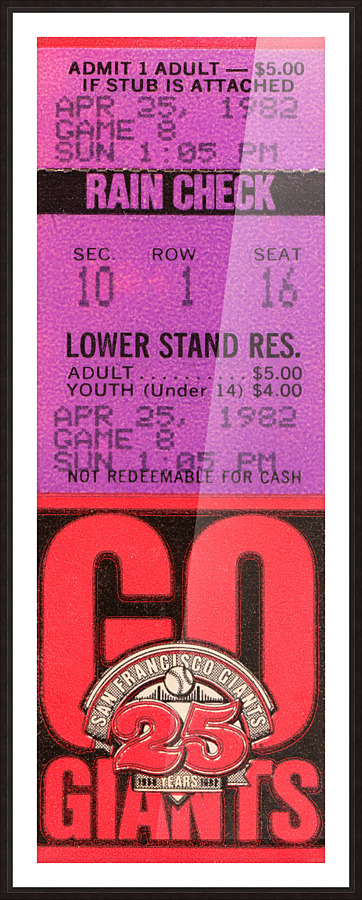 ADMIT 1 ADULT — $5.00
IF STUB IS ATTACHED
APR 25, 1982
GAME 8
SUN 1:05 PM
RAIN CHECK
SEC. ROW SEAT
10 1 16
LOWER STAND RES.
ADULT.........$5.00
YOUTH (Under 14) $4.00
APR 25, 1982
GAME 8
SUN 1:05 PM
NOT REDEEMABLE FOR CASH
GO
SAN FRANCISCO GIANTS
25
YEARS
GIANTS